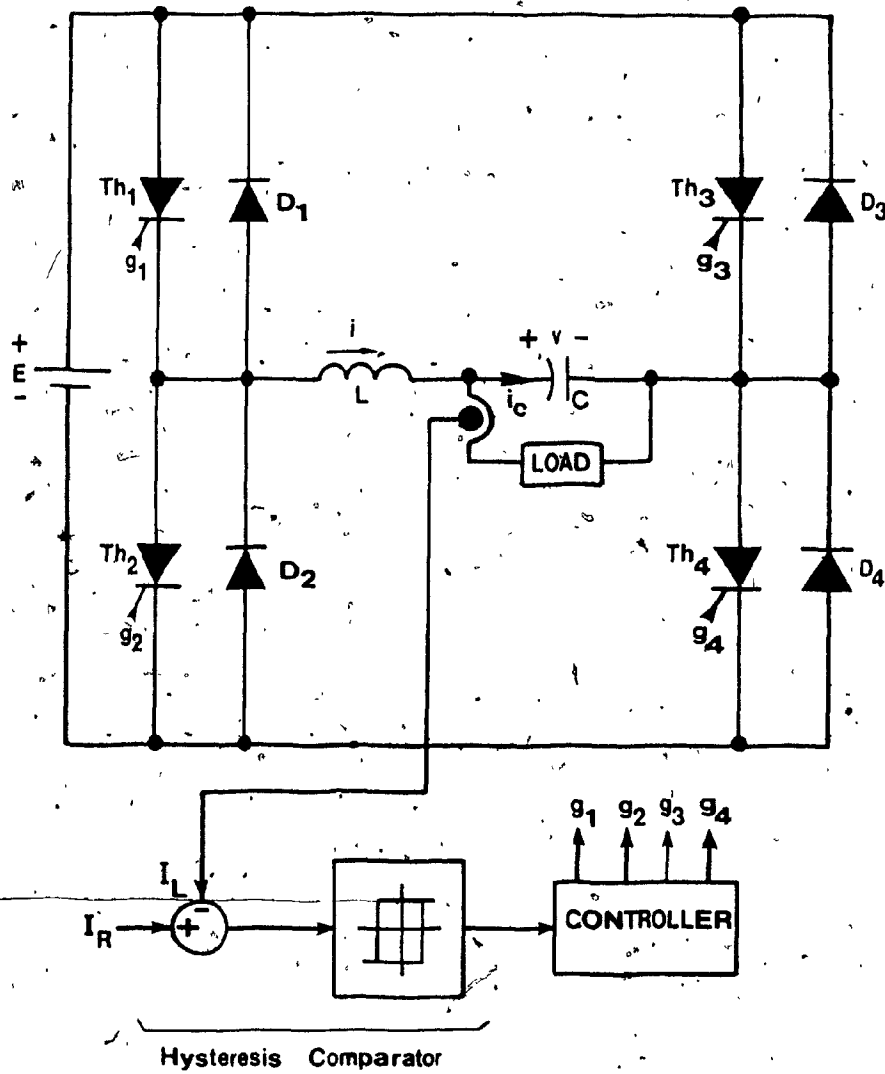 Th1
D1
g1
Th3
D3
g3
+
E
-
i
L
+ v -
ic
C
LOAD
Th2
D2
g2
Th4
D4
g4
g1 g2 g3 g4
IL
-
IR
+
CONTROLLER
Hysteresis Comparator